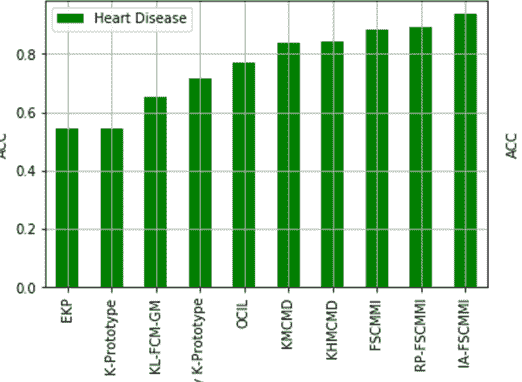 Heart Disease
0.8
0.6
0.4
0.2
0.0
ACC
ACC
EKP
K-Prototype
KL-FCM-GM
y K-Prototype
OCIL
KMCMD
KHMCMD
FSCMMI
RP-FSCMMI
IA-FSCMMI